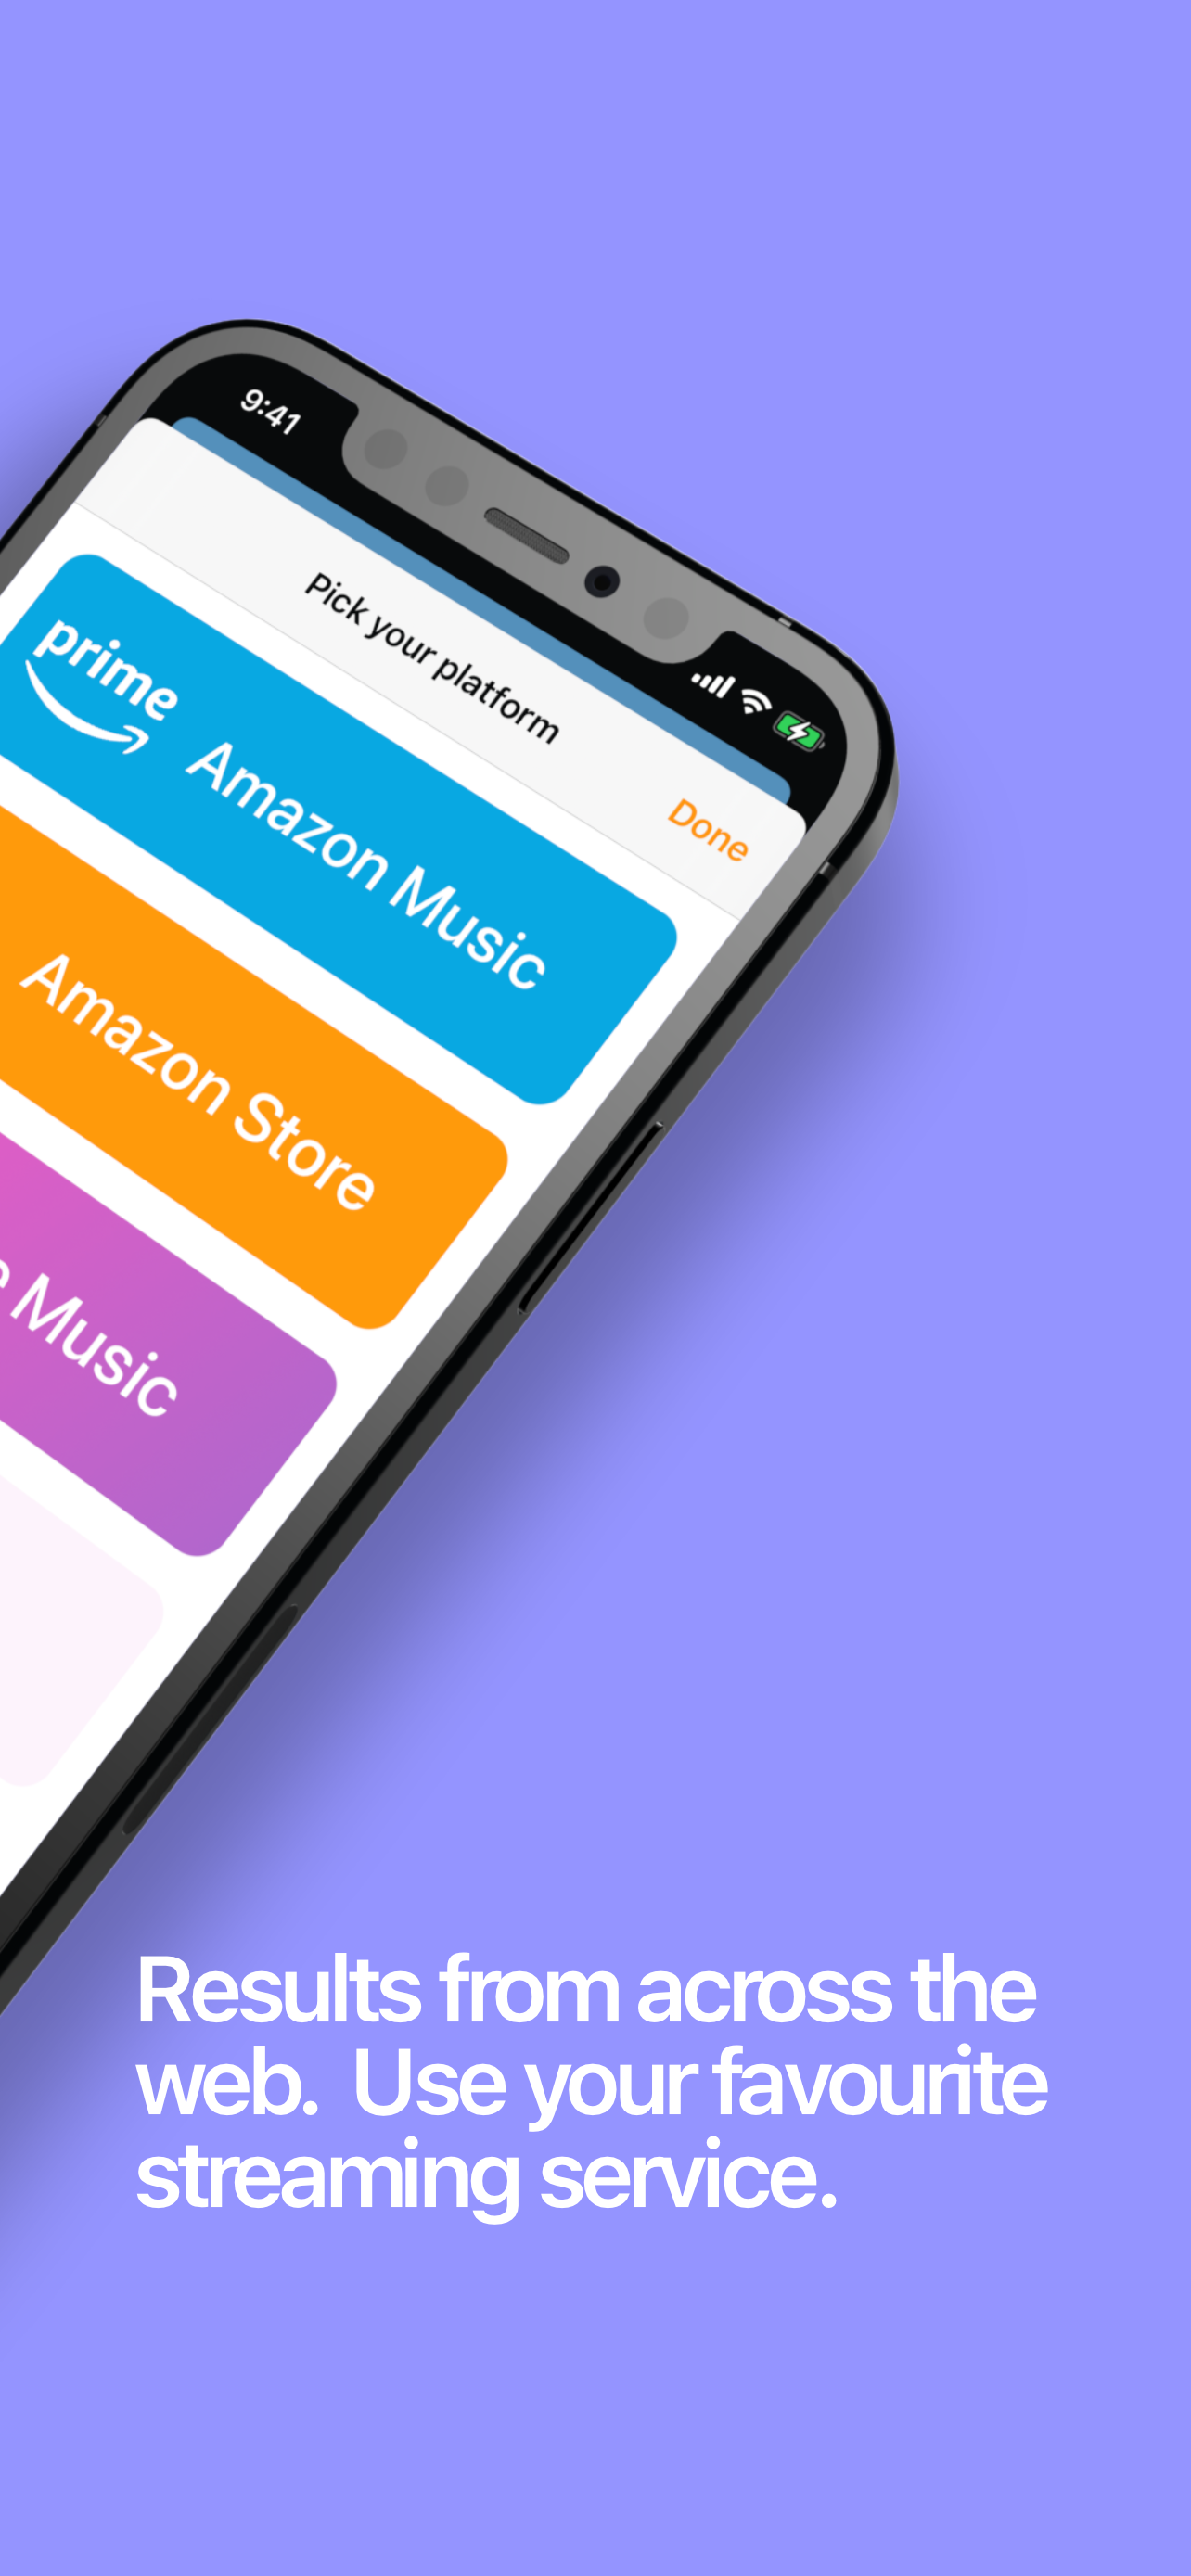 9:41
Pick your platform
Done
prime
Amazon Music
Amazon Store
Music
Results from across the
web. Use your favourite
streaming service.